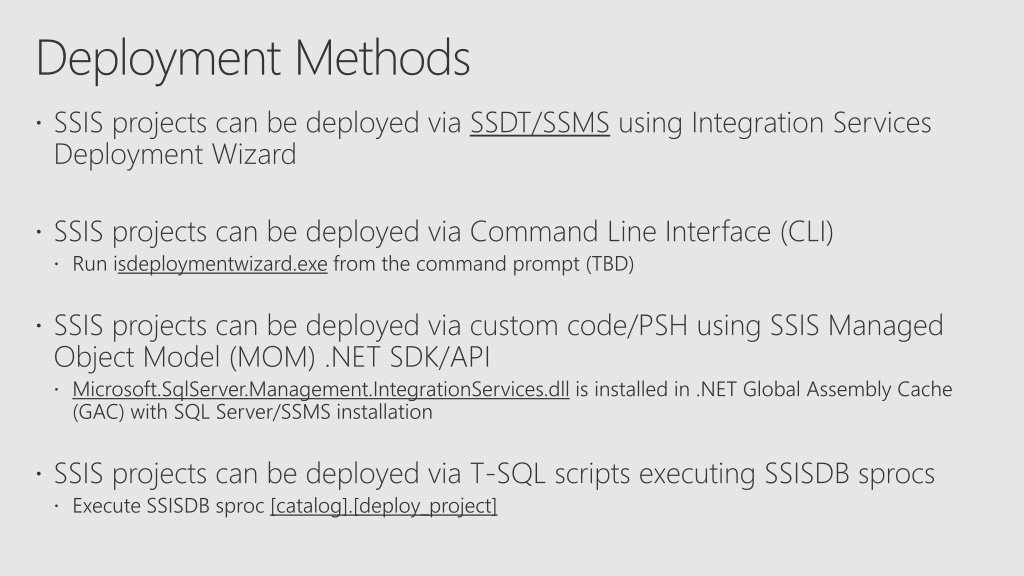 Deployment Methods
• SSIS projects can be deployed via SSDT/SSMS using Integration Services
Deployment Wizard
• SSIS projects can be deployed via Command Line Interface (CLI)
• Run isdeploymentwizard.exe from the command prompt (TBD)
• SSIS projects can be deployed via custom code/PSH using SSIS Managed
Object Model (MOM) .NET SDK/API
• Microsoft.SqlServer.Management.IntegrationServices.dll is installed in .NET Global Assembly Cache
(GAC) with SQL Server/SSMS installation
• SSIS projects can be deployed via T-SQL scripts executing SSISDB sprocs
• Execute SSISDB sproc [catalog].[deploy_project]